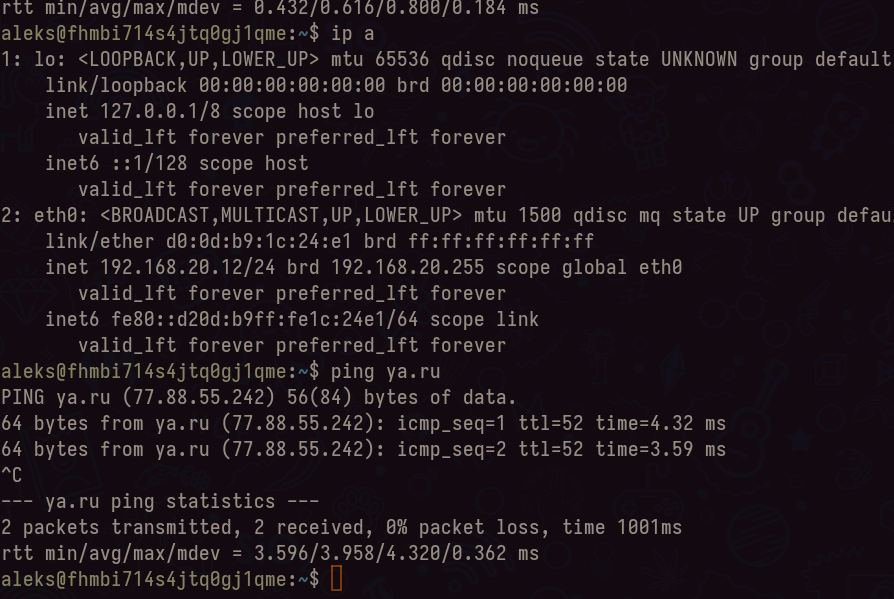 rtt min/avg/max/mdev = 0.432/0.616/0.800/0.184 ms
aleks@fhmbi714s4jtq0gj1qme:~$ ip a
1: lo: <LOOPBACK,UP,LOWER_UP> mtu 65536 qdisc noqueue state UNKNOWN group default
    link/loopback 00:00:00:00:00:00 brd 00:00:00:00:00:00
    inet 127.0.0.1/8 scope host lo
       valid_lft forever preferred_lft forever
    inet6 ::1/128 scope host
       valid_lft forever preferred_lft forever
2: eth0: <BROADCAST,MULTICAST,UP,LOWER_UP> mtu 1500 qdisc mq state UP group defau
    link/ether d0:0d:b9:1c:24:e1 brd ff:ff:ff:ff:ff:ff
    inet 192.168.20.12/24 brd 192.168.20.255 scope global eth0
       valid_lft forever preferred_lft forever
    inet6 fe80::d20d:b9ff:fe1c:24e1/64 scope link
       valid_lft forever preferred_lft forever
aleks@fhmbi714s4jtq0gj1qme:~$ ping ya.ru
PING ya.ru (77.88.55.242) 56(84) bytes of data.
64 bytes from ya.ru (77.88.55.242): icmp_seq=1 ttl=52 time=4.32 ms
64 bytes from ya.ru (77.88.55.242): icmp_seq=2 ttl=52 time=3.59 ms
^C
--- ya.ru ping statistics ---
2 packets transmitted, 2 received, 0% packet loss, time 1001ms
rtt min/avg/max/mdev = 3.596/3.958/4.320/0.362 ms
aleks@fhmbi714s4jtq0gj1qme:~$